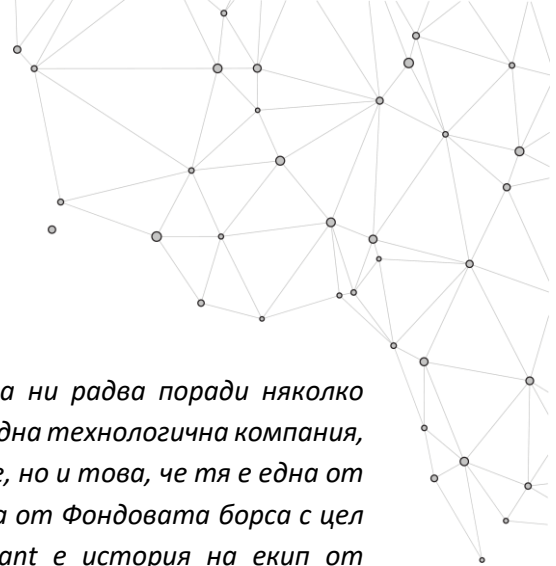 а ни радва поради няколко
дна технологична компания,
е, но и това, че тя е една от
а от Фондовата борса с цел
ant е история на екип от